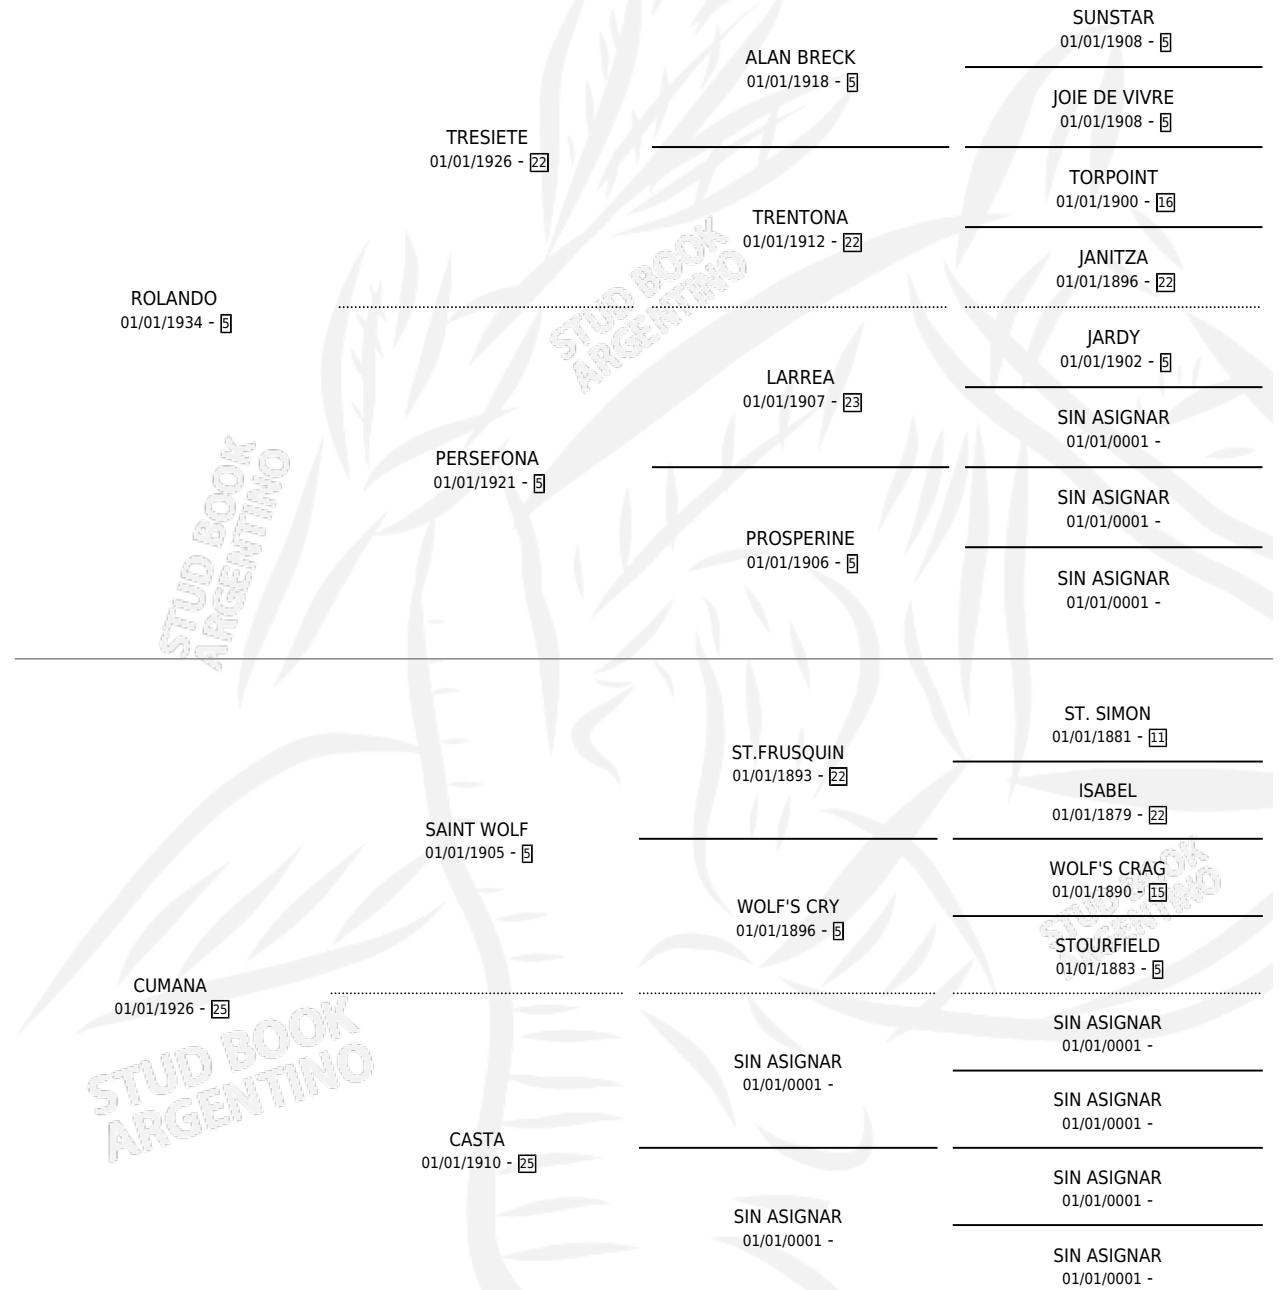 SUNSTAR
01/01/1908 - 5
ALAN BRECK
01/01/1918 - 5
JOIE DE VIVRE
01/01/1908 - 5
TRESIETE
01/01/1926 - 22
TORPOINT
01/01/1900 - 16
TRENTONA
01/01/1912 - 22
JANITZA
01/01/1896 - 22
ROLANDO
01/01/1934 - 5
JARDY
01/01/1902 - 5
LARREA
01/01/1907 - 23
SIN ASIGNAR
01/01/0001 -
PERSEFONA
01/01/1921 - 5
SIN ASIGNAR
01/01/0001 -
PROSPERINE
01/01/1906 - 5
SIN ASIGNAR
01/01/0001 -
STUD BOOK
ARGENTINO
STUD BOOK
ARGENTINO
ST. SIMON
01/01/1881 - 11
ST.FRUSQUIN
01/01/1893 - 22
ISABEL
01/01/1879 - 22
SAINT WOLF
01/01/1905 - 5
WOLF'S CRAG
01/01/1890 - 15
WOLF'S CRY
01/01/1896 - 5
STOURFIELD
01/01/1883 - 5
CUMANA
01/01/1926 - 25
SIN ASIGNAR
01/01/0001 -
SIN ASIGNAR
01/01/0001 -
SIN ASIGNAR
01/01/0001 -
CASTA
01/01/1910 - 25
SIN ASIGNAR
01/01/0001 -
SIN ASIGNAR
01/01/0001 -
SIN ASIGNAR
01/01/0001 -
STUD BOOK
ARGENTINO
STUD BOOK
ARGENTINO